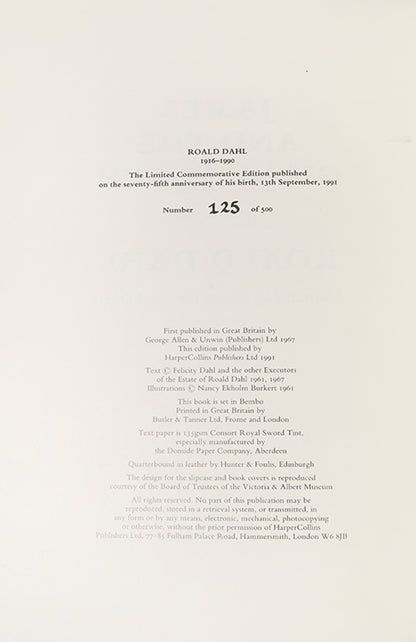 ROALD DAHL
1916–1990
The Limited Commemorative Edition published
on the seventy-fifth anniversary of his birth, 13th September, 1991
Number 125 of 500
First published in Great Britain by
George Allen & Unwin (Publishers) Ltd 1967
This edition published by
HarperCollins Publishers Ltd 1991
Text © Felicity Dahl and the other Executors
of the Estate of Roald Dahl 1961, 1967
Illustrations © Nancy Ekholm Burkert 1961
This book is set in Bembo
Printed in Great Britain by
Butler & Tanner Ltd, Frome and London
Text paper is 135gsm Consort Royal Sword Tint,
especially manufactured by
the Donside Paper Company, Aberdeen
Quarterbound in leather by Hunter & Foulis, Edinburgh
The design for the slipcase and book covers is reproduced
courtesy of the Board of Trustees of the Victoria & Albert Museum
All rights reserved. No part of this publication may be
reproduced, stored in a retrieval system, or transmitted, in
any form or by any means, electronic, mechanical, photocopying
or otherwise, without the prior permission of HarperCollins
Publishers Ltd, 77–85 Fulham Palace Road, Hammersmith, London W6 8JB